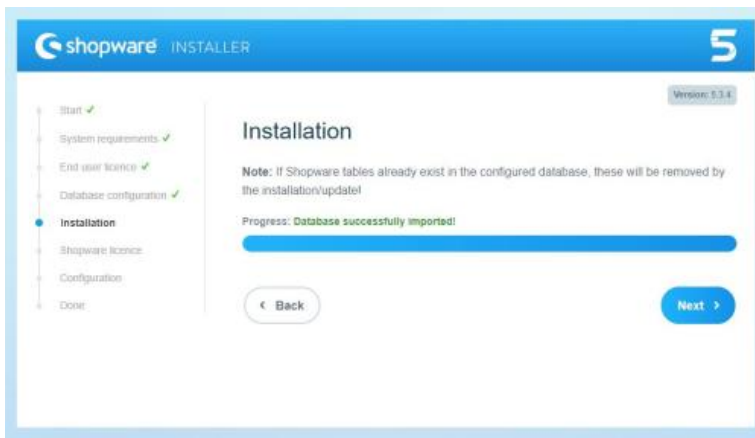 shopware INSTALLER
5
Version: 5.3.4
Start
System requirements
End user licence
Database configuration
Installation
Shopware licence
Configuration
Done
Installation
Note: If Shopware tables already exist in the configured database, these will be removed by
the installation/update!
Progress: Database successfully imported!
Back
Next